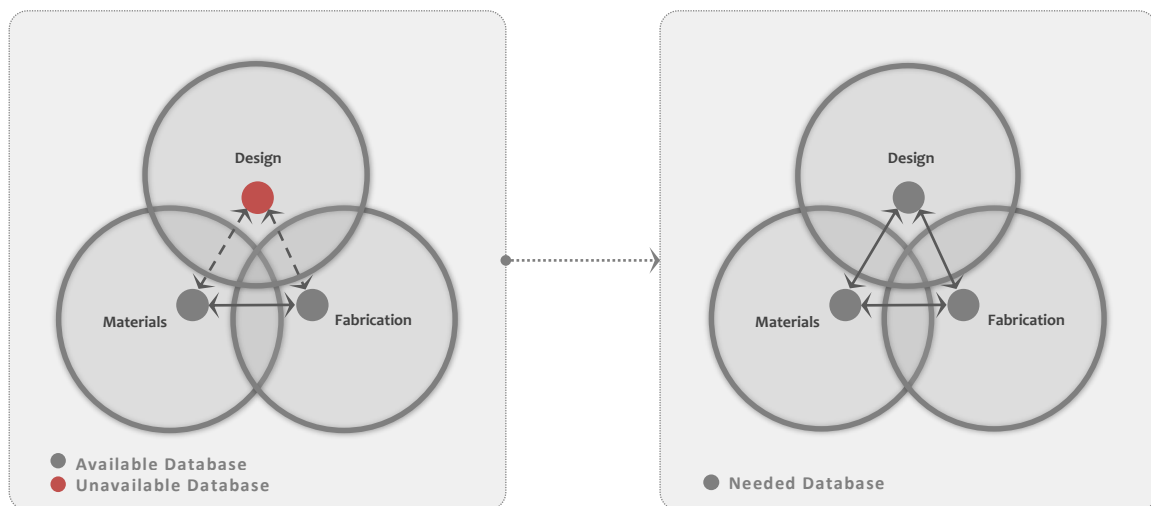 Design
Materials
Fabrication
Available Database
Unavailable Database
Design
Materials
Fabrication
Needed Database